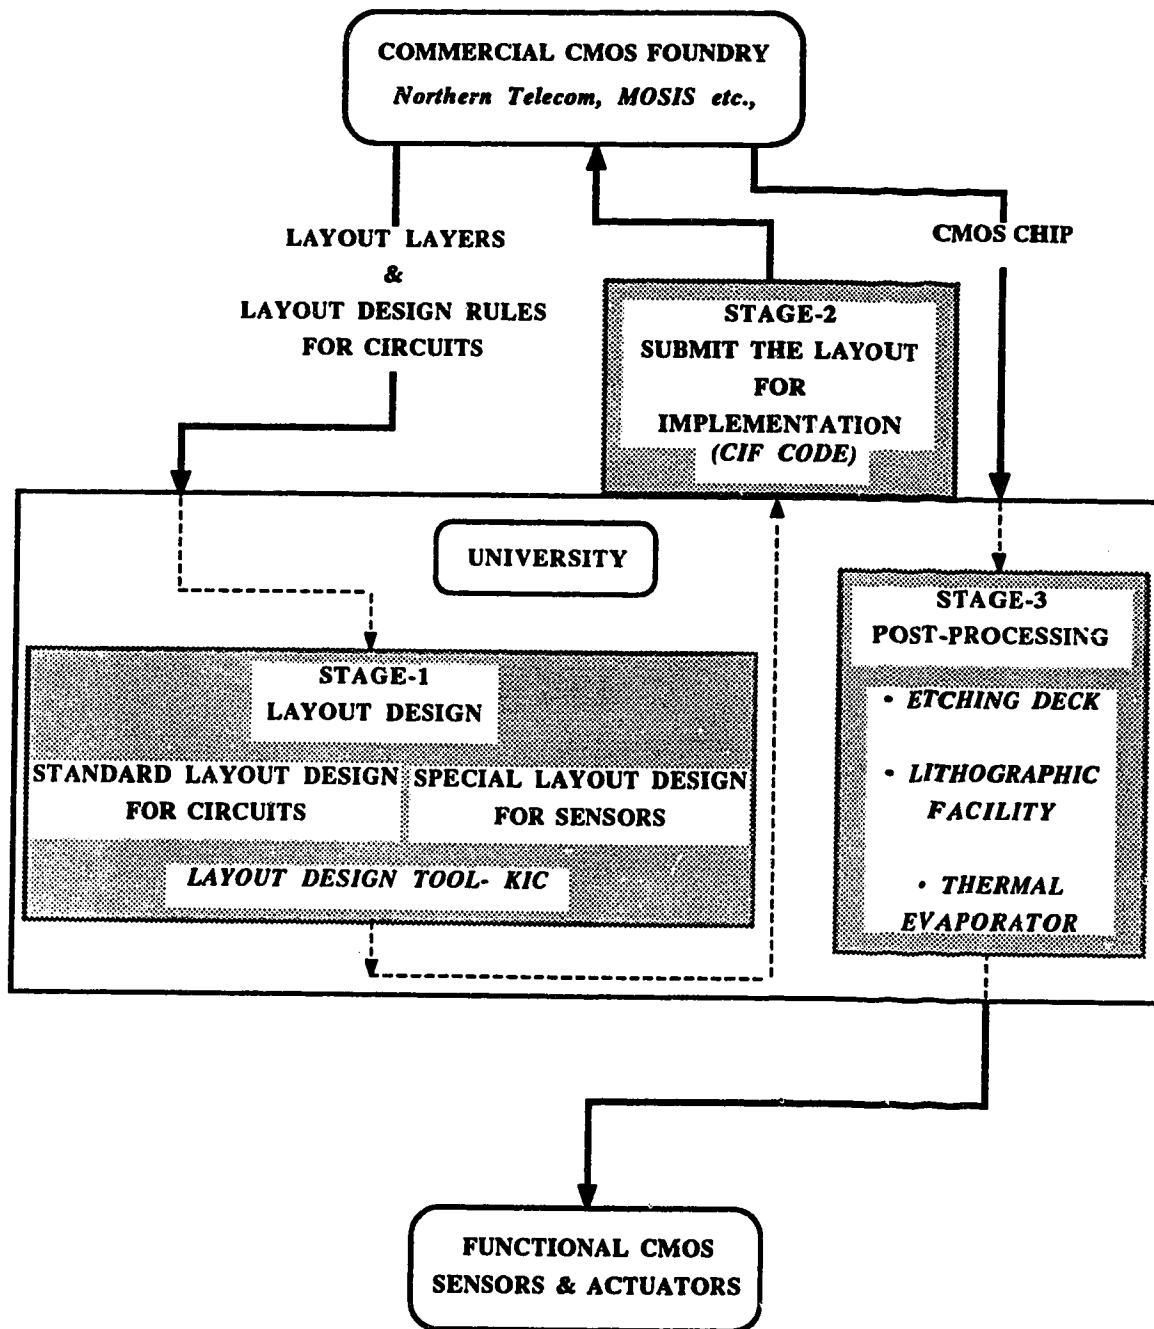 COMMERCIAL CMOS FOUNDRY
Northern Telecom, MOSIS etc.,
LAYOUT LAYERS
&
LAYOUT DESIGN RULES
FOR CIRCUITS
CMOS CHIP
STAGE-2
SUBMIT THE LAYOUT
FOR
IMPLEMENTATION
(CIF CODE)
UNIVERSITY
STAGE-1
LAYOUT DESIGN
STANDARD LAYOUT DESIGN
FOR CIRCUITS
SPECIAL LAYOUT DESIGN
FOR SENSORS
LAYOUT DESIGN TOOL- KIC
STAGE-3
POST-PROCESSING
• ETCHING DECK
• LITHOGRAPHIC
FACILITY
• THERMAL
EVAPORATOR
FUNCTIONAL CMOS
SENSORS & ACTUATORS